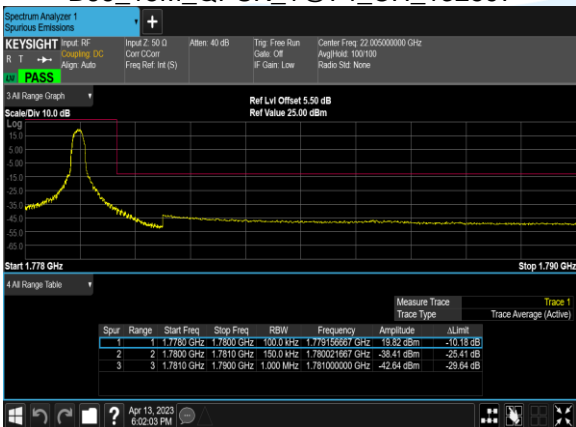 Spectrum Analyzer 1
Spurious Emissions
+
KEYSIGHT Input: RF Input Z: 50 Ω Atten: 40 dB Trig: Free Run Center Freq: 22.005000000 GHz
R T Coupling: DC Corr CCorr Gate: Off Avg|Hold: 100/100
Align: Auto Freq Ref: Int (S) IF Gain: Low Radio Std: None
LM PASS
3 All Range Graph ▼
Ref Lvl Offset 5.50 dB
Scale/Div 10.0 dB Ref Value 25.00 dBm
Log
15.0
5.00
-5.00
-15.0
-25.0
-35.0
-45.0
-55.0
-65.0
Start 1.778 GHz Stop 1.790 GHz
4 All Range Table ▼
Measure Trace Trace 1
Trace Type Trace Average (Active)
Spur Range Start Freq Stop Freq RBW Frequency Amplitude ΔLimit
1 1 1.7780 GHz 1.7800 GHz 100.0 kHz 1.779156667 GHz 19.82 dBm -10.18 dB
2 2 1.7800 GHz 1.7810 GHz 150.0 kHz 1.780021667 GHz -38.41 dBm -25.41 dB
3 3 1.7810 GHz 1.7900 GHz 1.000 MHz 1.781000000 GHz -42.64 dBm -29.64 dB
? Apr 13, 2023
6:02:03 PM